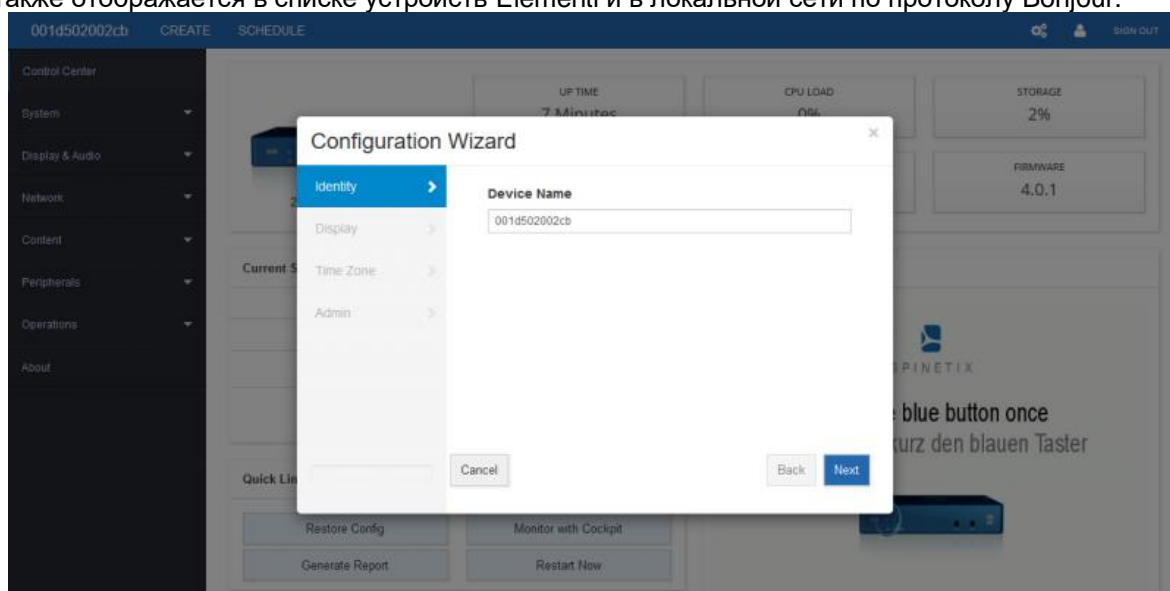 также отображается в списке устройств Elementi и в локальной сети по протоколу Bonjour.
001d502002cb CREATE SCHEDULE SIGN OUT
Control Center
System
Display & Audio
Network
Content
Peripherals
Operations
About
UP TIME
7 Minutes
CPU LOAD
0%
STORAGE
2%
FIRMWARE
4.0.1
Configuration Wizard
Identity
Display
Time Zone
Admin
Device Name
001d502002cb
Cancel
Back
Next
Current S
SPINETIX
blue button once
kurz den blauen Taster
Quick Lin
Restore Config
Monitor with Cockpit
Generate Report
Restart Now